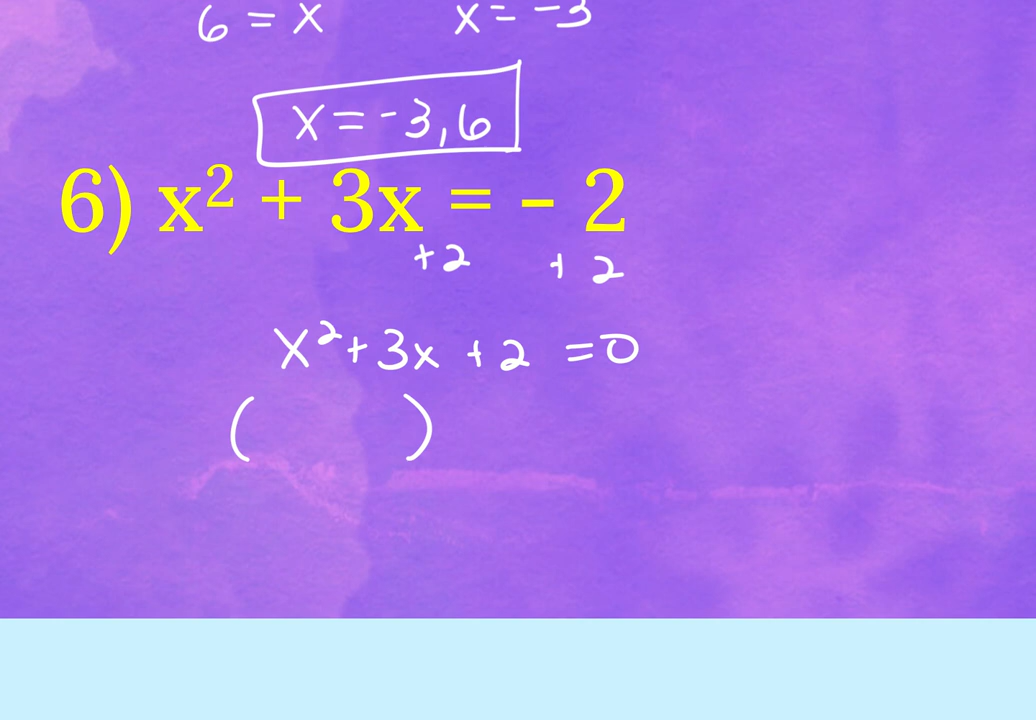 6 = x x = -3
x = -3, 6
6) x² + 3x = - 2
+2 + 2
x² + 3x + 2 = 0
( )